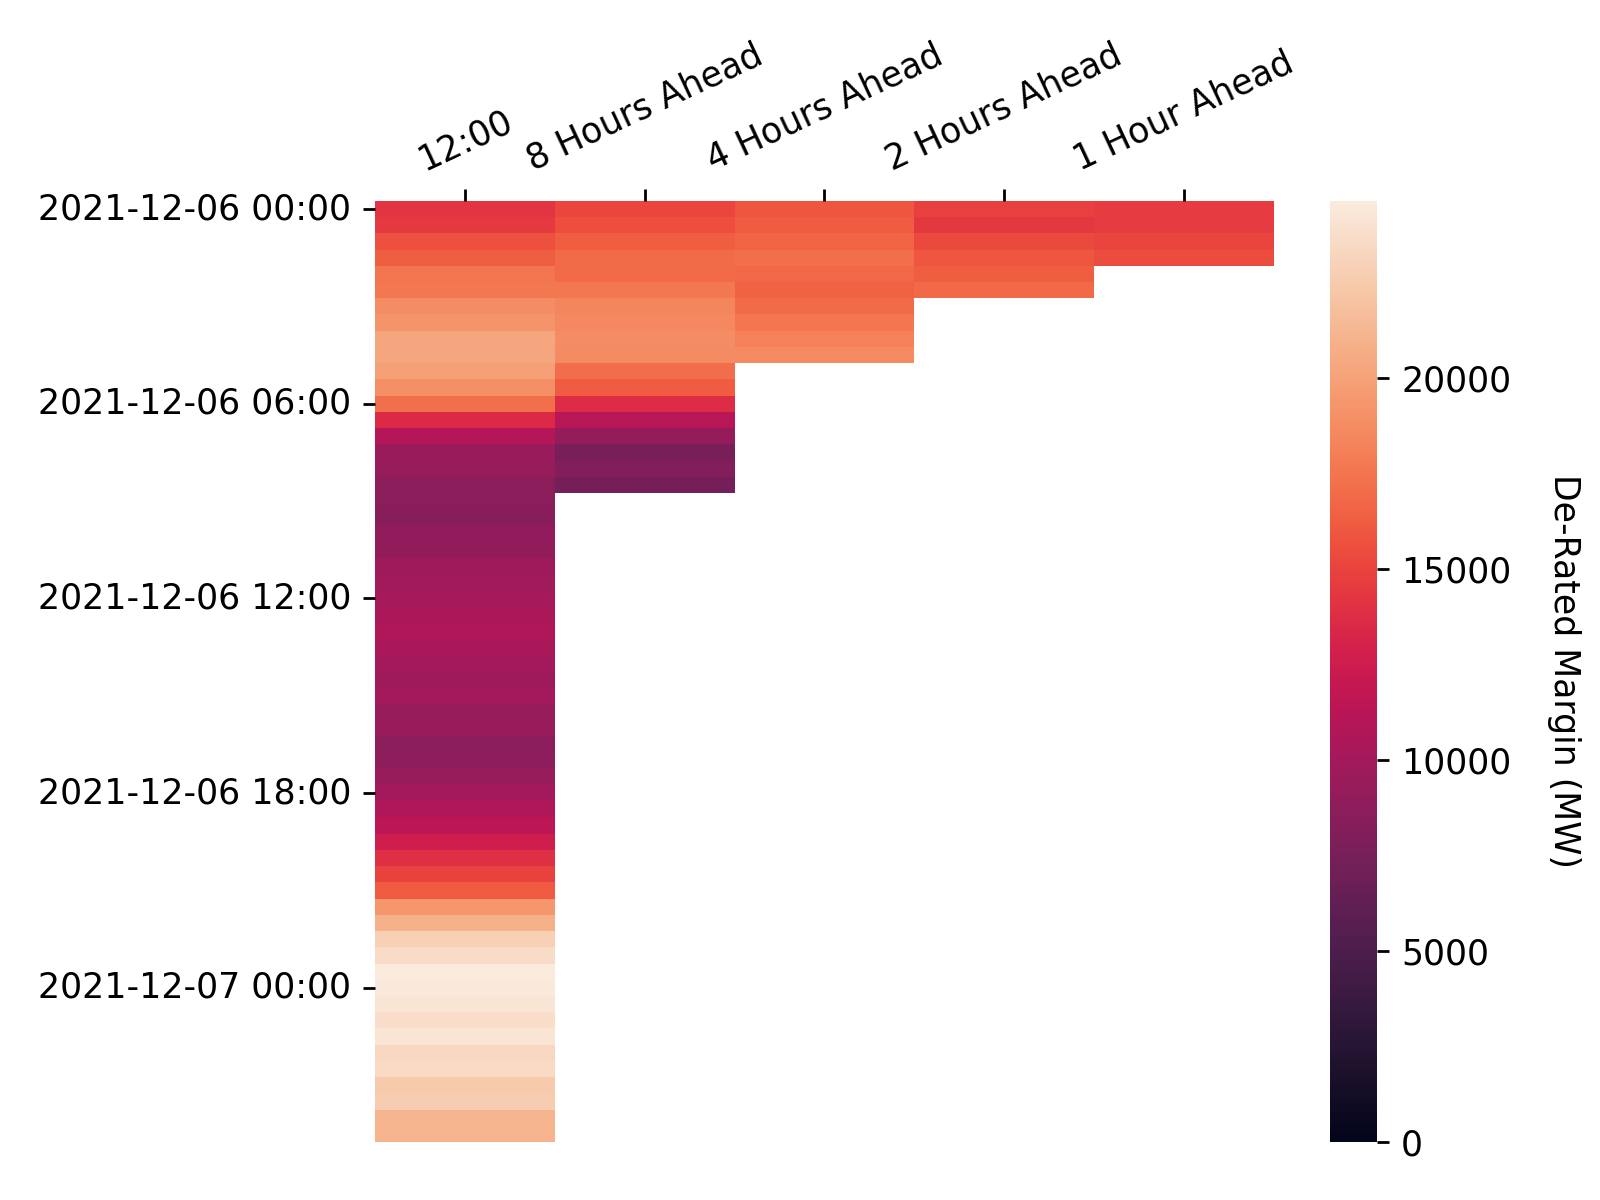 12:00
8 Hours Ahead
4 Hours Ahead
2 Hours Ahead
1 Hour Ahead
2021-12-06 00:00
2021-12-06 06:00
2021-12-06 12:00
2021-12-06 18:00
2021-12-07 00:00
20000
15000
10000
5000
0
De-Rated Margin (MW)